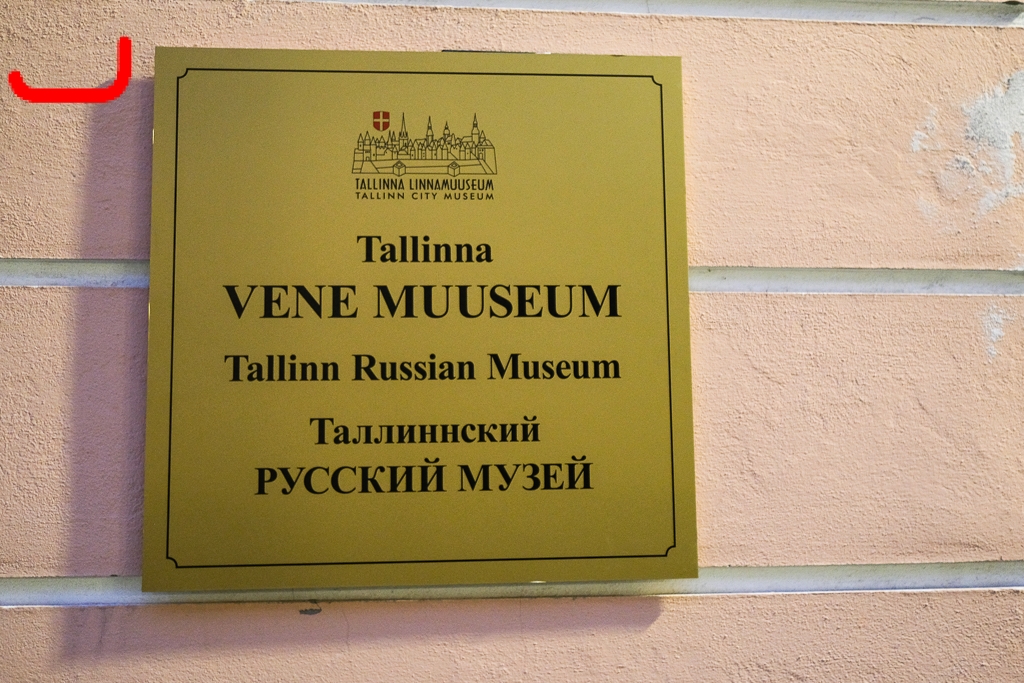 TALLINNA LINNAMUUSEUM
TALLINN CITY MUSEUM
Tallinna
VENE MUUSEUM
Tallinn Russian Museum
Таллиннский
РУССКИЙ МУЗЕЙ